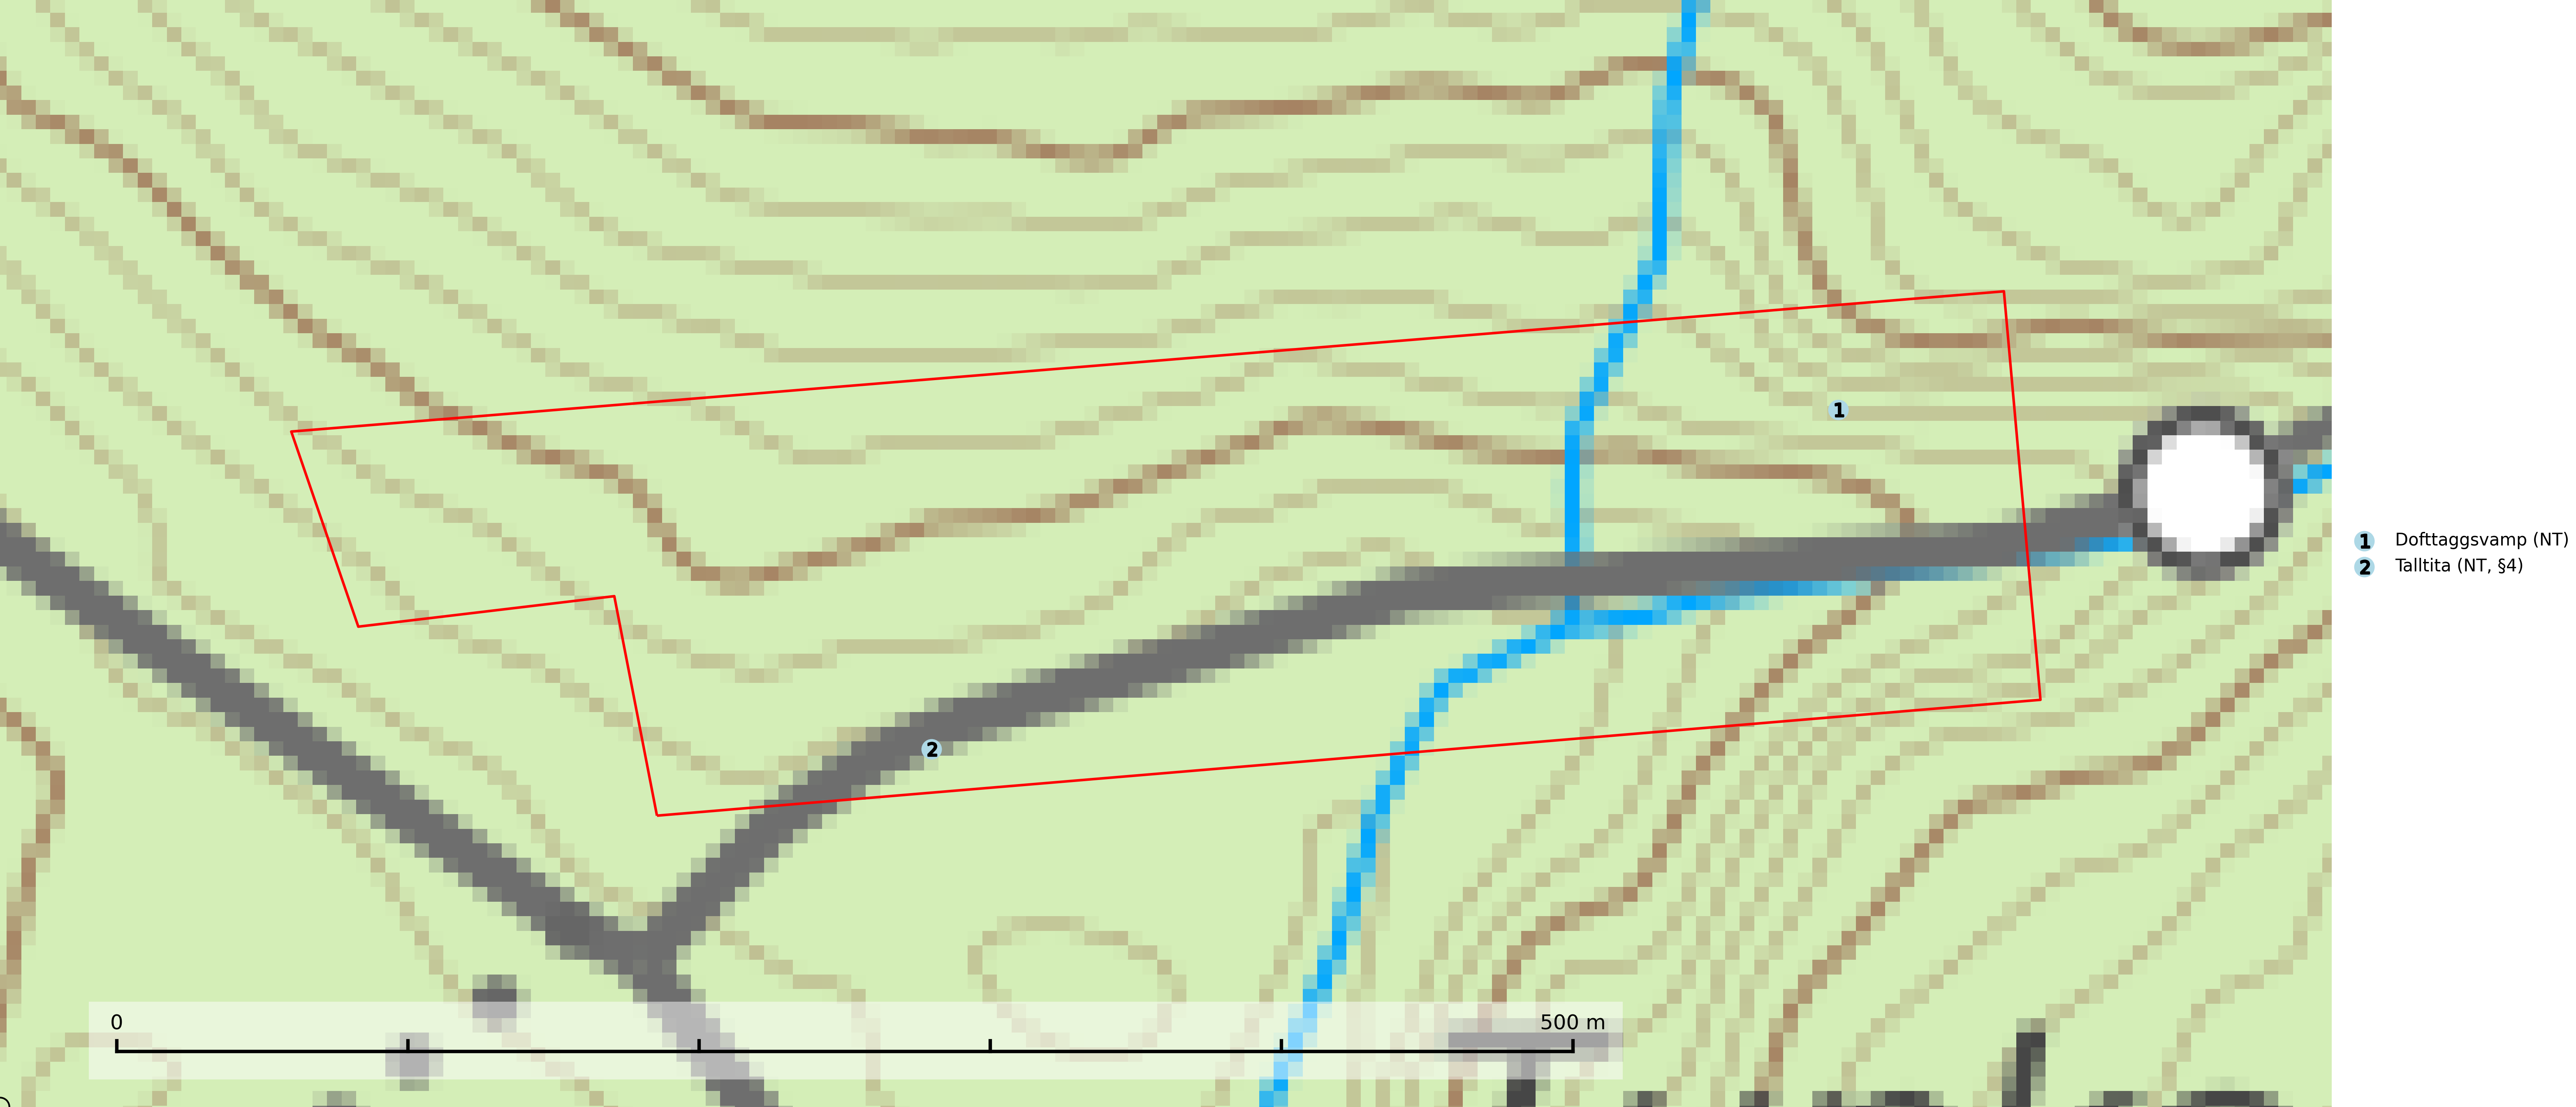 1
2
1 Dofttaggsvamp (NT)
2 Talltita (NT, §4)
0 500 m